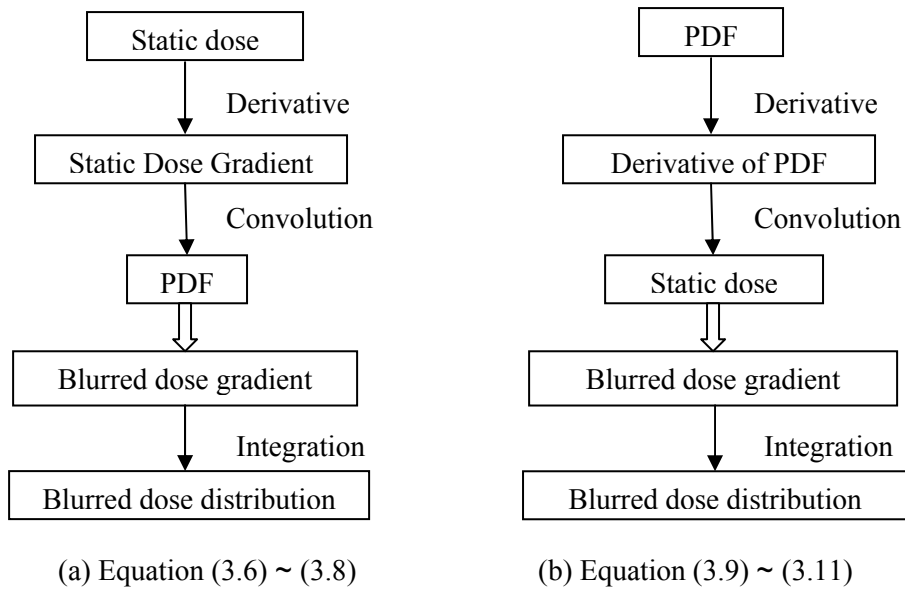 Static dose
Derivative
Static Dose Gradient
Convolution
PDF
Blurred dose gradient
Integration
Blurred dose distribution
(a) Equation (3.6) ~ (3.8)
PDF
Derivative
Derivative of PDF
Convolution
Static dose
Blurred dose gradient
Integration
Blurred dose distribution
(b) Equation (3.9) ~ (3.11)